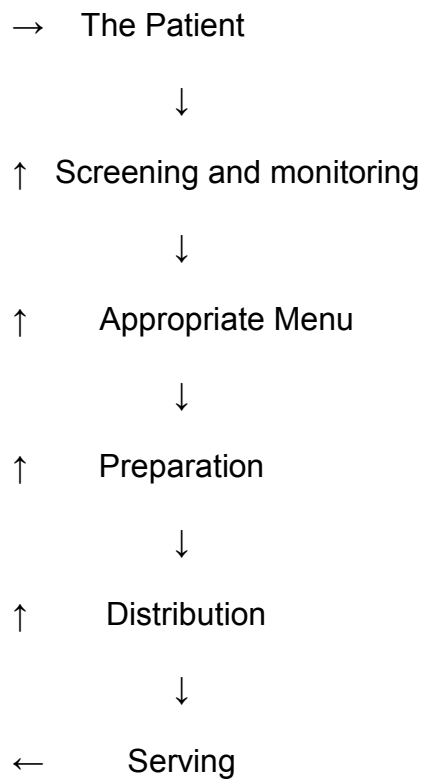 → The Patient
↓
↑ Screening and monitoring
↓
↑ Appropriate Menu
↓
↑ Preparation
↓
↑ Distribution
↓
← Serving